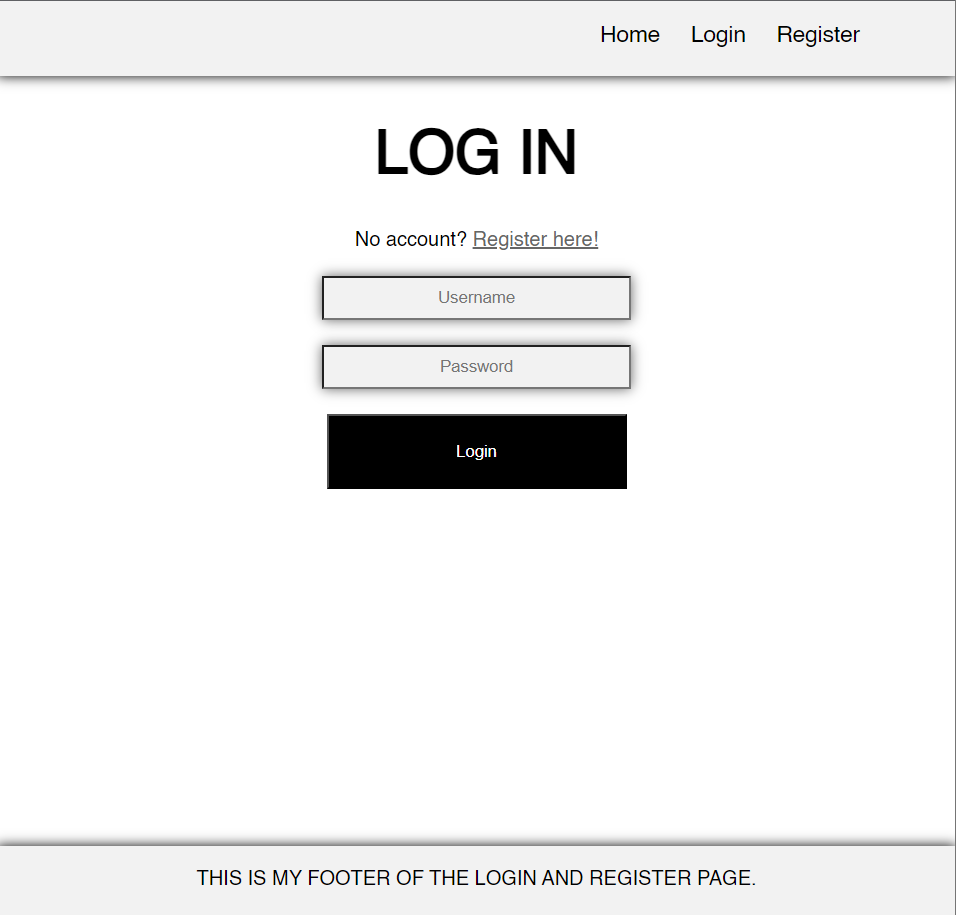 Home Login Register
LOG IN
No account? Register here!
Username
Password
Login
THIS IS MY FOOTER OF THE LOGIN AND REGISTER PAGE.